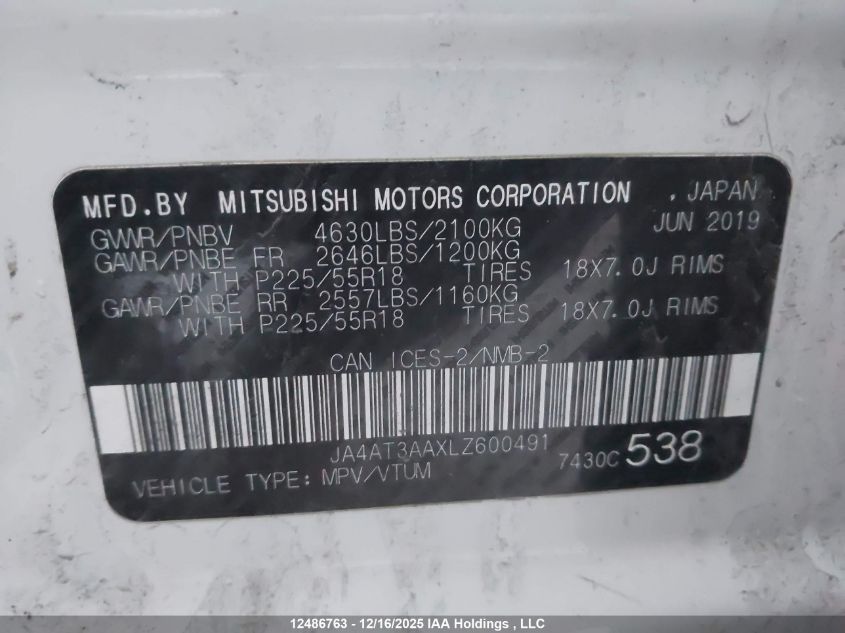 MFD.BY MITSUBISHI MOTORS CORPORATION , JAPAN
GVWR/PNBV 4630LBS/2100KG JUN 2019
GAWR/PNBE FR 2646LBS/1200KG
WITH P225/55R18 TIRES 18X7.0J RIMS
GAWR/PNBE RR 2557LBS/1160KG
WITH P225/55R18 TIRES 18X7.0J RIMS
CAN ICES-2/NMB-2
JA4AT3AAXLZ600491
VEHICLE TYPE: MPV/VTUM 7430C 538
12486763 - 12/16/2025 IAA Holdings , LLC